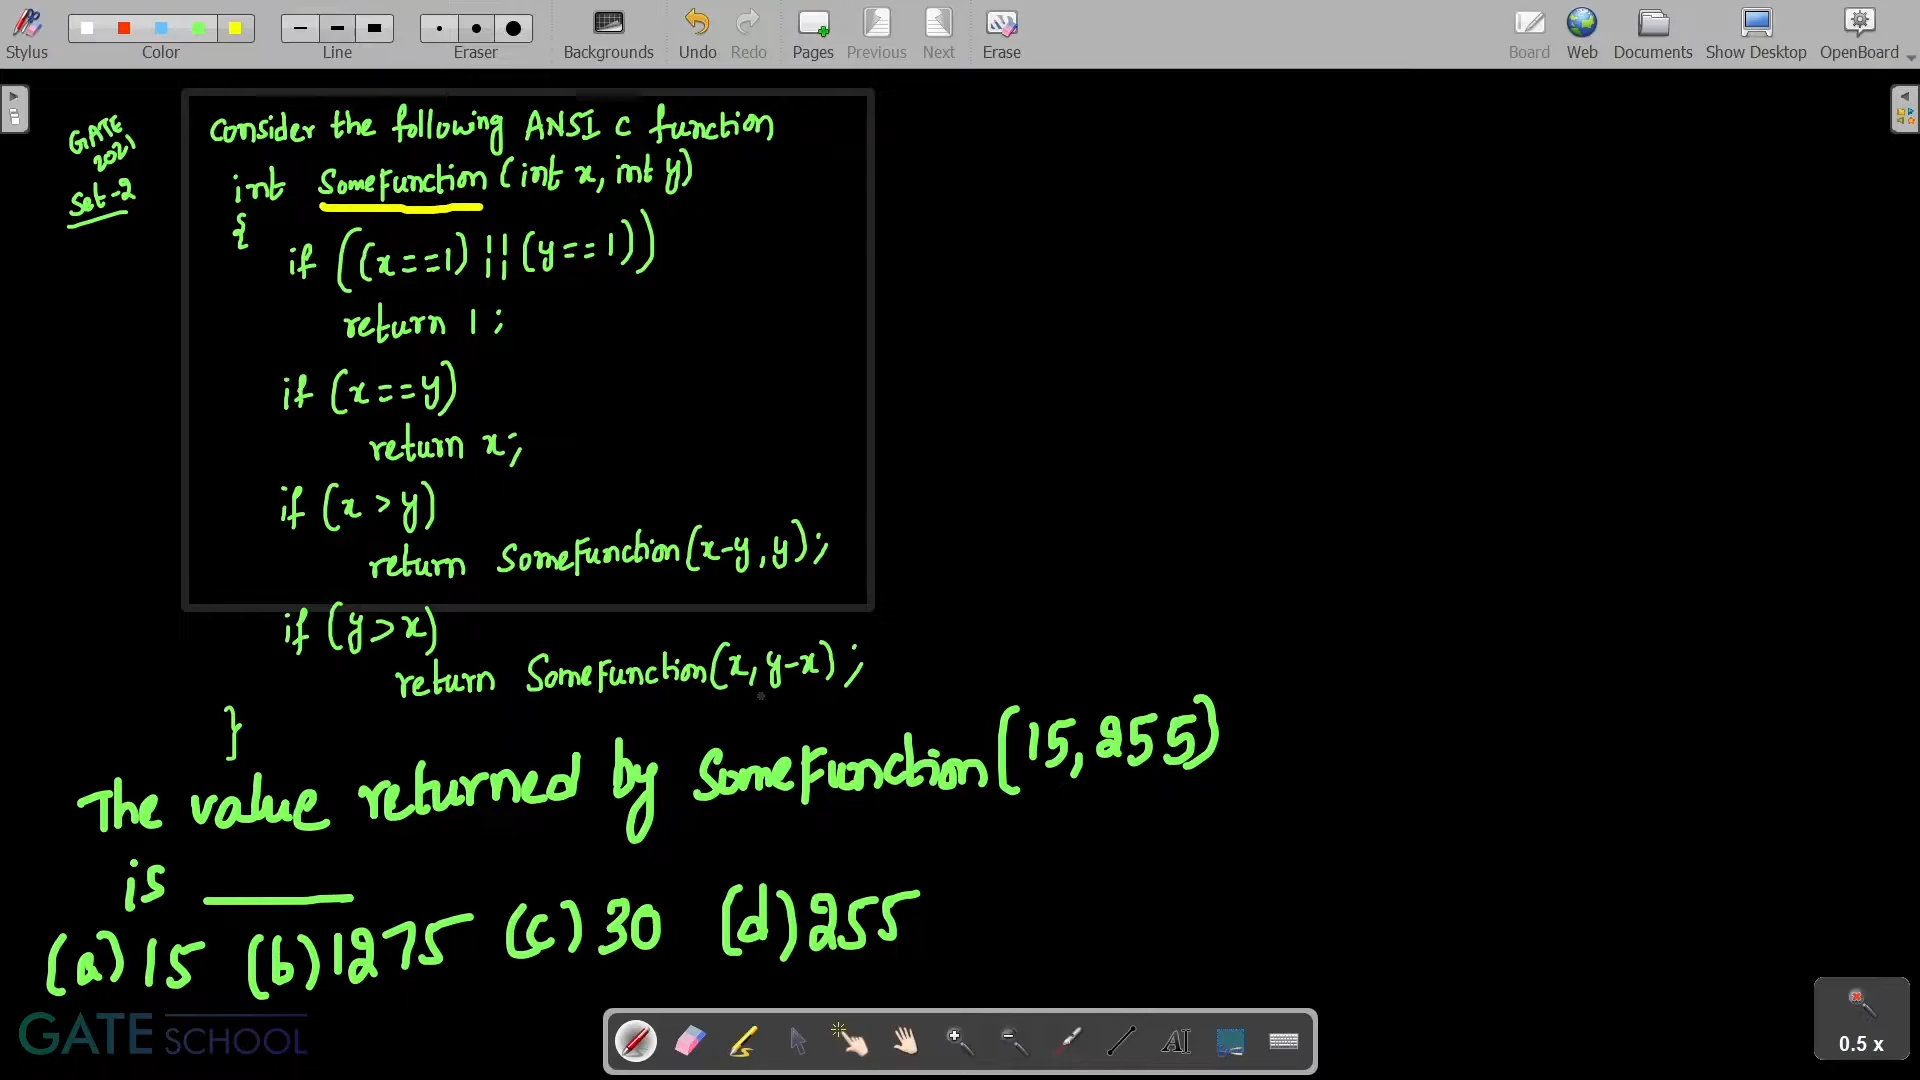 Stylus
Color
Line
Eraser
Backgrounds
Undo
Redo
Pages
Previous
Next
Erase
Board
Web
Documents
Show Desktop
OpenBoard
GATE
2021
Set-2
Consider the following ANSI C function
int SomeFunction (int x, int y)
{
if ((x==1) || (y==1))
return 1;
if (x==y)
return x;
if (x > y)
return SomeFunction(x-y, y);
if (y > x)
return SomeFunction(x, y-x);
}
The value returned by SomeFunction(15, 255)
is ____
(a) 15 (b) 1275 (c) 30 (d) 255
GATE SCHOOL
AI
0.5 x